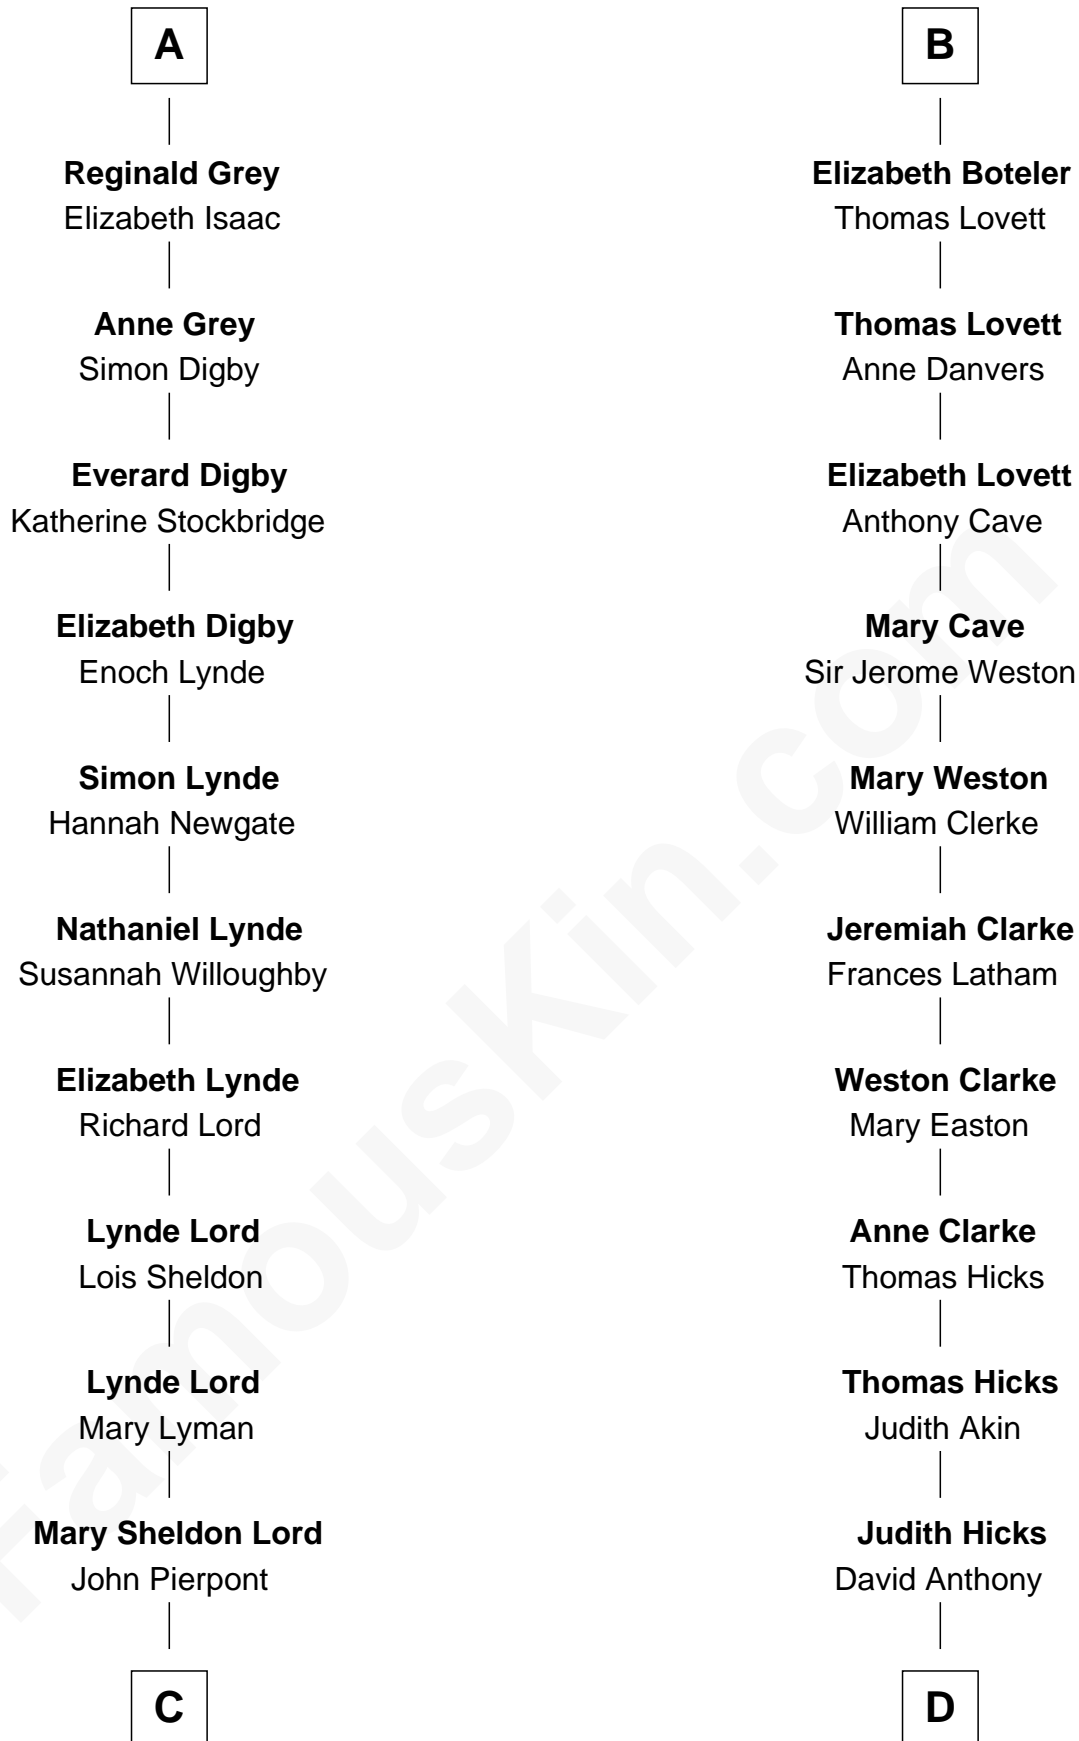 A
Reginald Grey
Elizabeth Isaac
Anne Grey
Simon Digby
Everard Digby
Katherine Stockbridge
Elizabeth Digby
Enoch Lynde
Simon Lynde
Hannah Newgate
Nathaniel Lynde
Susannah Willoughby
Elizabeth Lynde
Richard Lord
Lynde Lord
Lois Sheldon
Lynde Lord
Mary Lyman
Mary Sheldon Lord
John Pierpont
C
B
Elizabeth Boteler
Thomas Lovett
Thomas Lovett
Anne Danvers
Elizabeth Lovett
Anthony Cave
Mary Cave
Sir Jerome Weston
Mary Weston
William Clerke
Jeremiah Clarke
Frances Latham
Weston Clarke
Mary Easton
Anne Clarke
Thomas Hicks
Thomas Hicks
Judith Akin
Judith Hicks
David Anthony
D
FamousKin.com